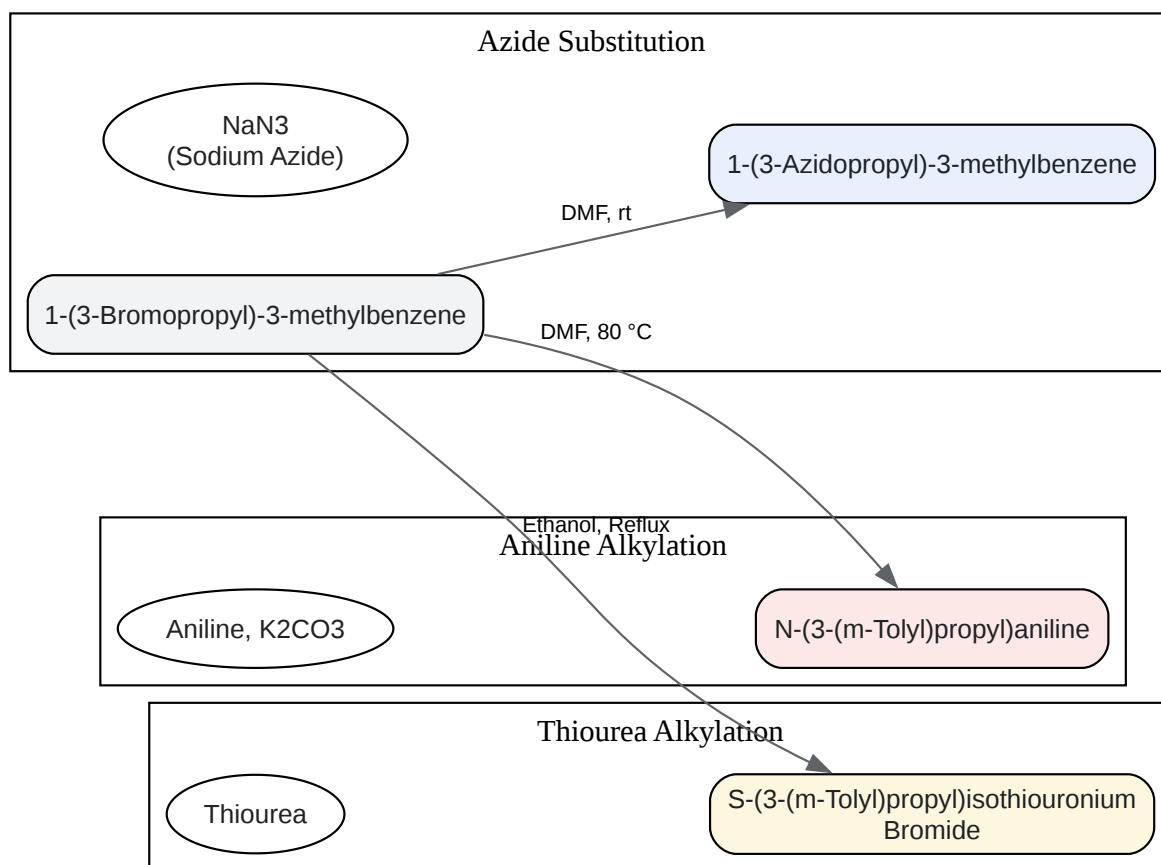 Azide Substitution
NaN3
(Sodium Azide)
1-(3-Azidopropyl)-3-methylbenzene
DMF, rt
1-(3-Bromopropyl)-3-methylbenzene
DMF, 80 °C
Ethanol, Reflux
Aniline Alkylation
Aniline, K2CO3
N-(3-(m-Tolyl)propyl)aniline
Thiourea Alkylation
Thiourea
S-(3-(m-Tolyl)propyl)isothiouronium
Bromide